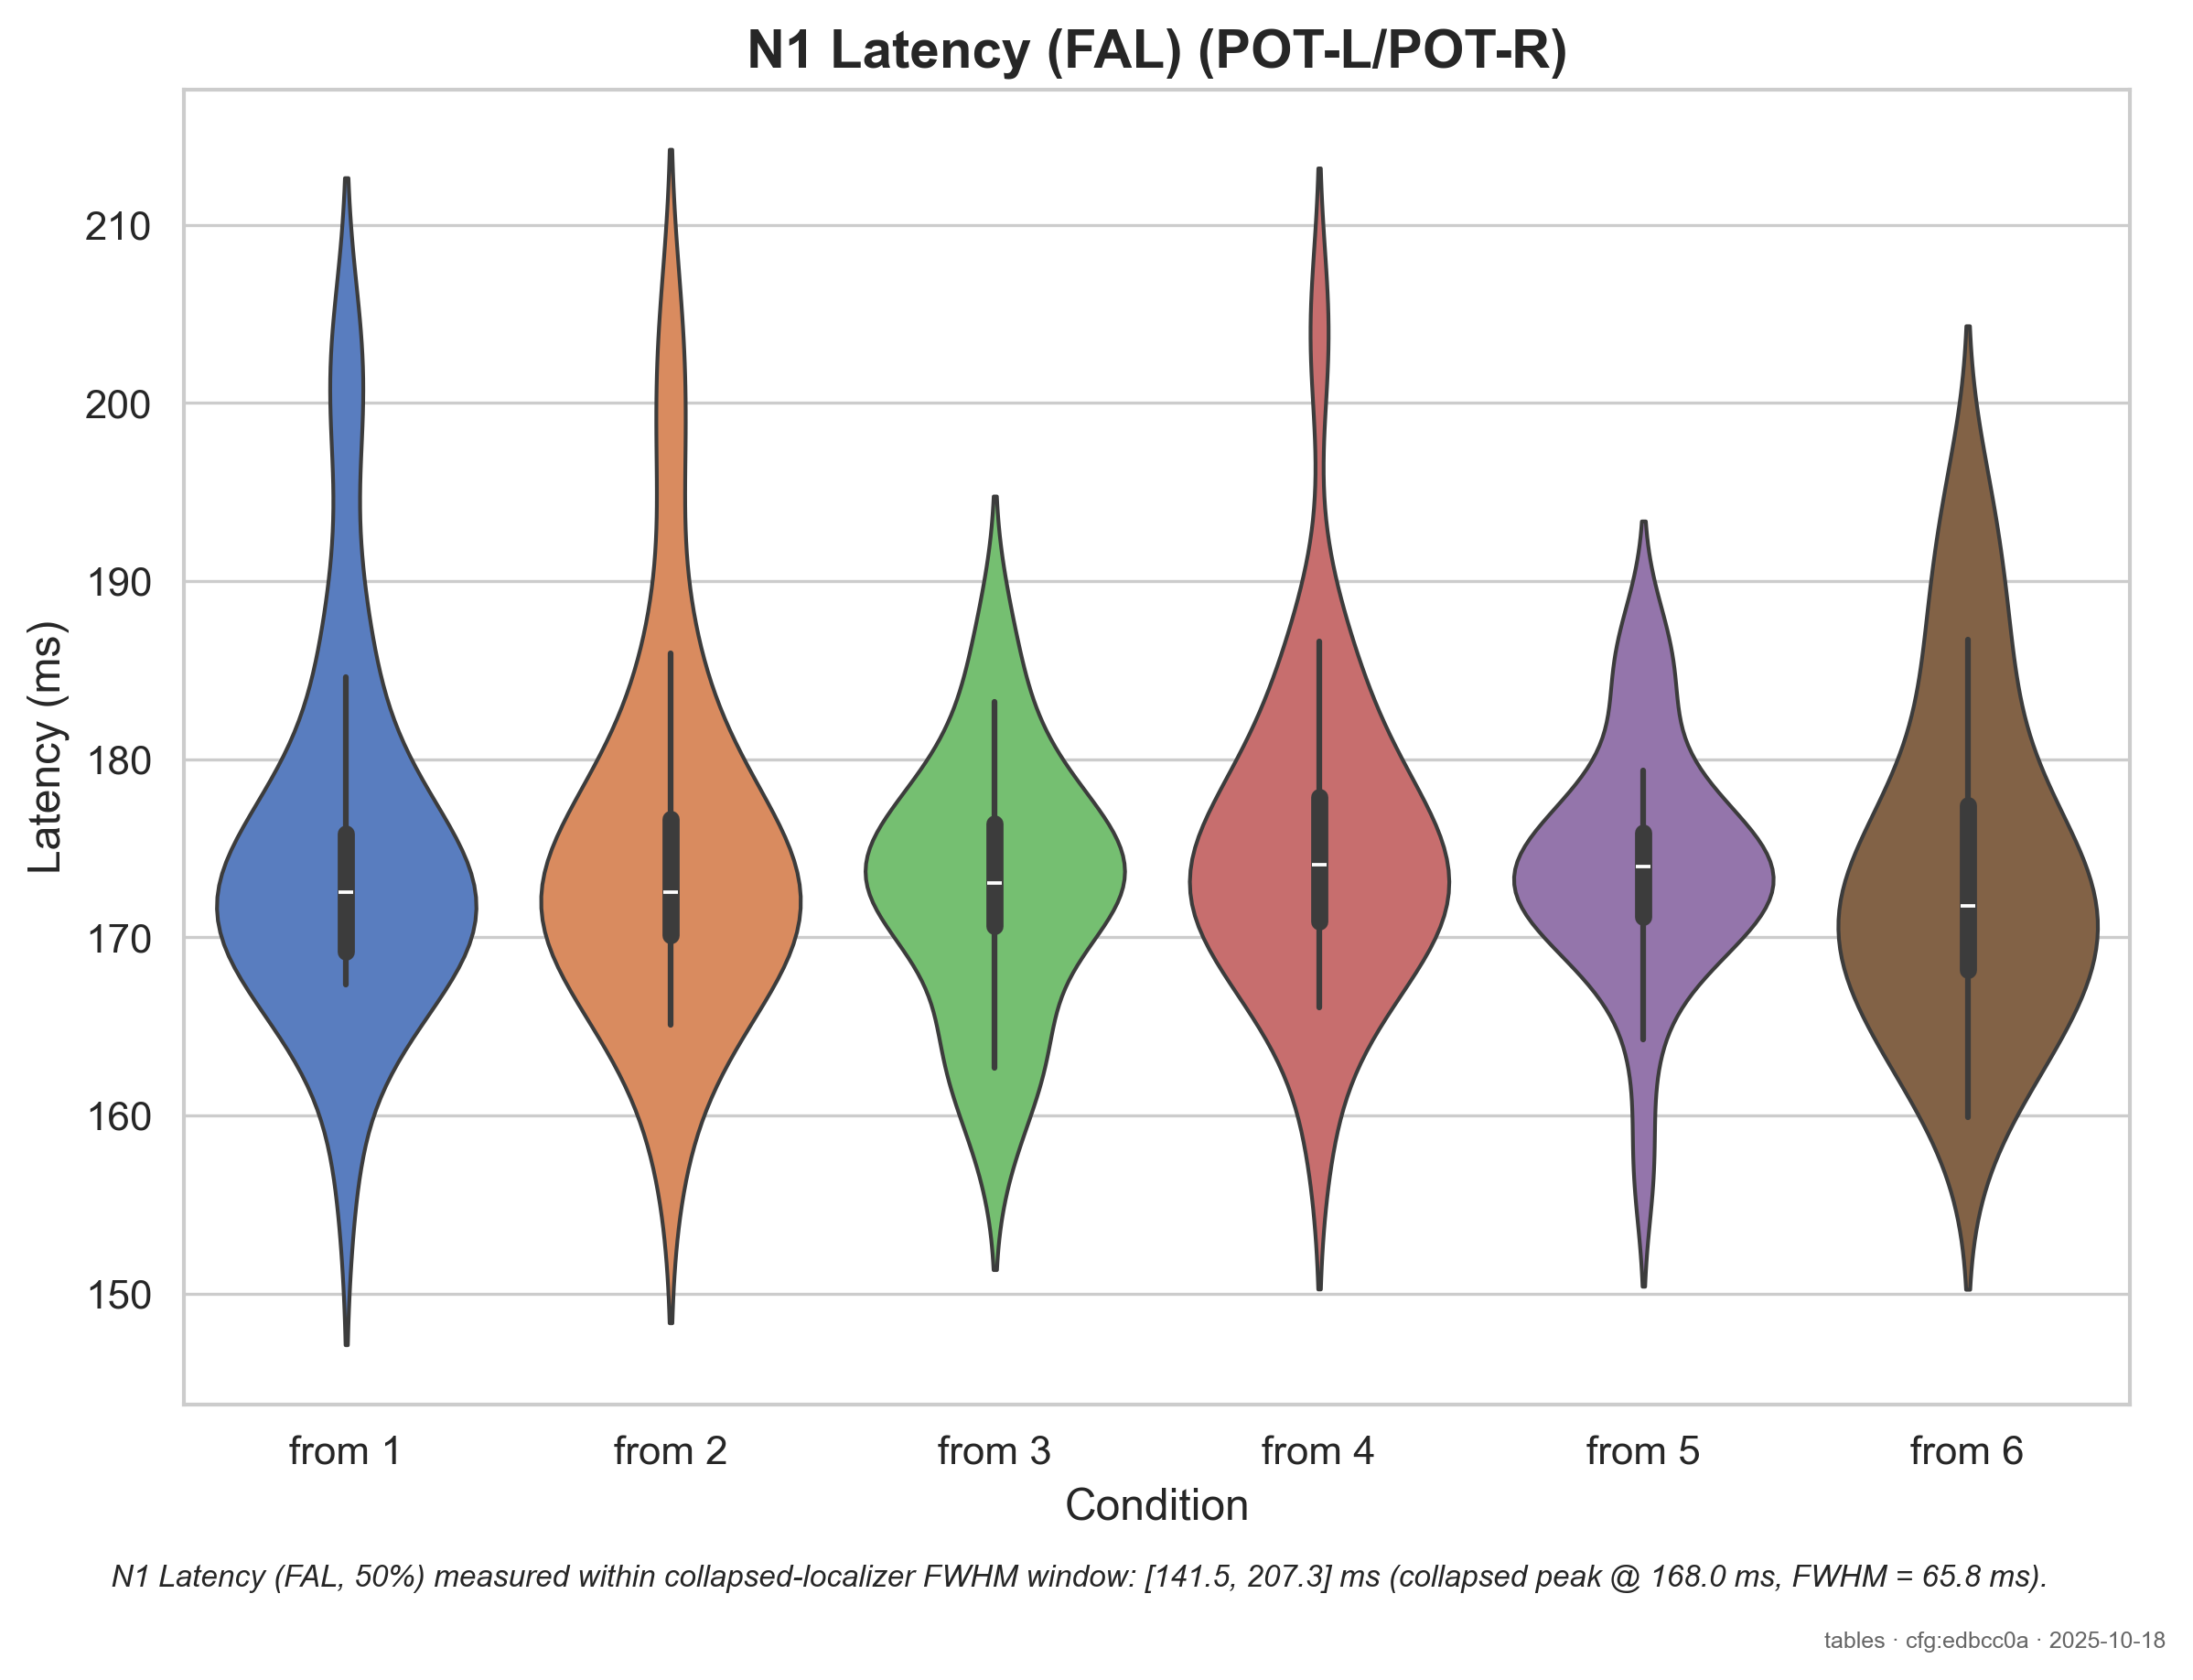 N1 Latency (FAL) (POT-L/POT-R)
Latency (ms)
210
200
190
180
170
160
150
from 1 from 2 from 3 from 4 from 5 from 6
Condition
N1 Latency (FAL, 50%) measured within collapsed-localizer FWHM window: [141.5, 207.3] ms (collapsed peak @ 168.0 ms, FWHM = 65.8 ms).
tables · cfg:edbcc0a · 2025-10-18